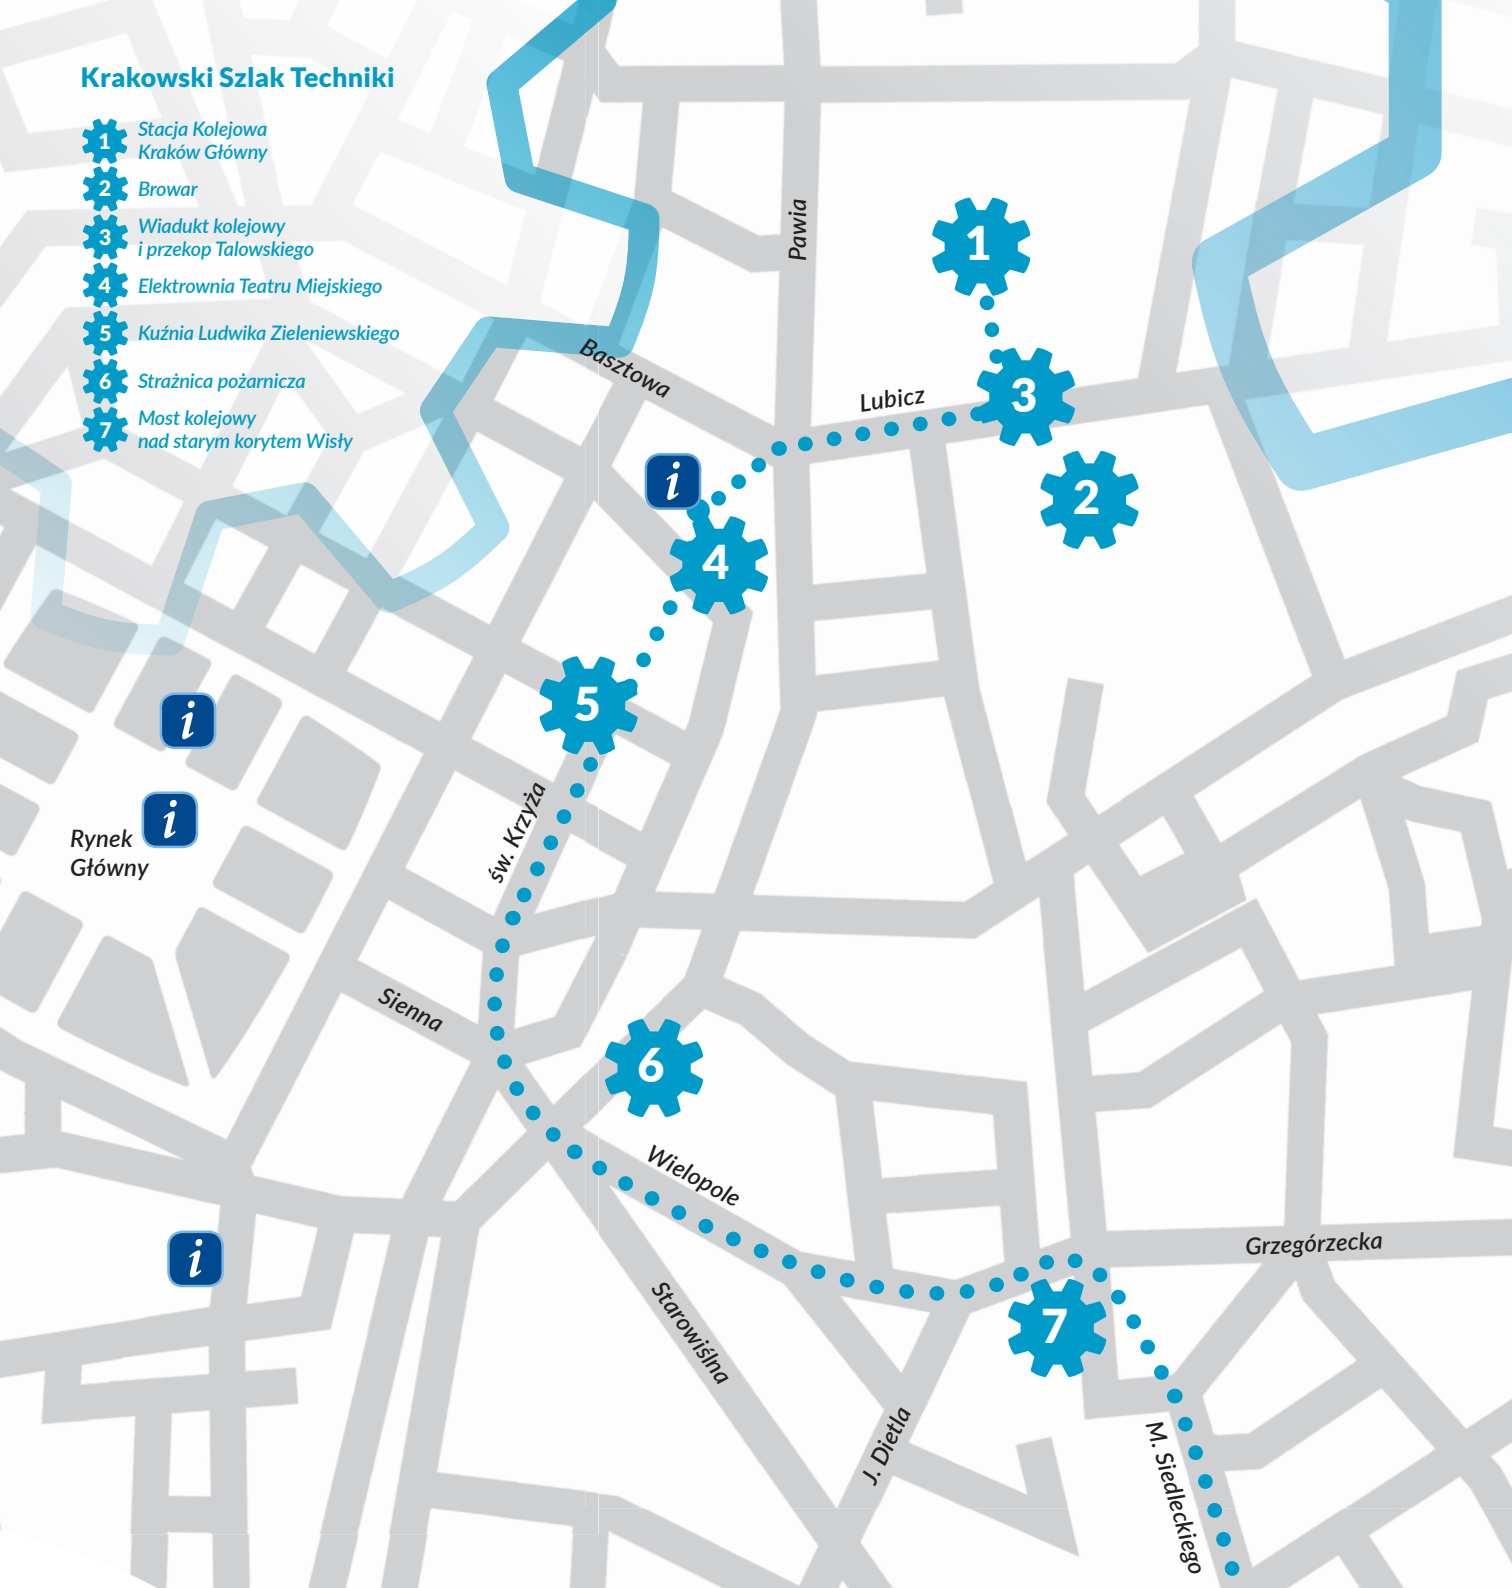 Krakowski Szlak Techniki
1 Stacja Kolejowa
Kraków Główny
2 Browar
3 Wiadukt kolejowy
i przekop Talowskiego
4 Elektrownia Teatru Miejskiego
5 Kuźnia Ludwika Zieleniewskiego
6 Strażnica pożarnicza
7 Most kolejowy
nad starym korytem Wisły
Pawia
1
Basztowa
Lubicz
3
i
2
4
5
i
św. Krzyża
i
Rynek
Główny
Sienna
6
Wielopole
i
Grzegórzecka
Starowiślna
7
J. Dietla
M. Siedleckiego